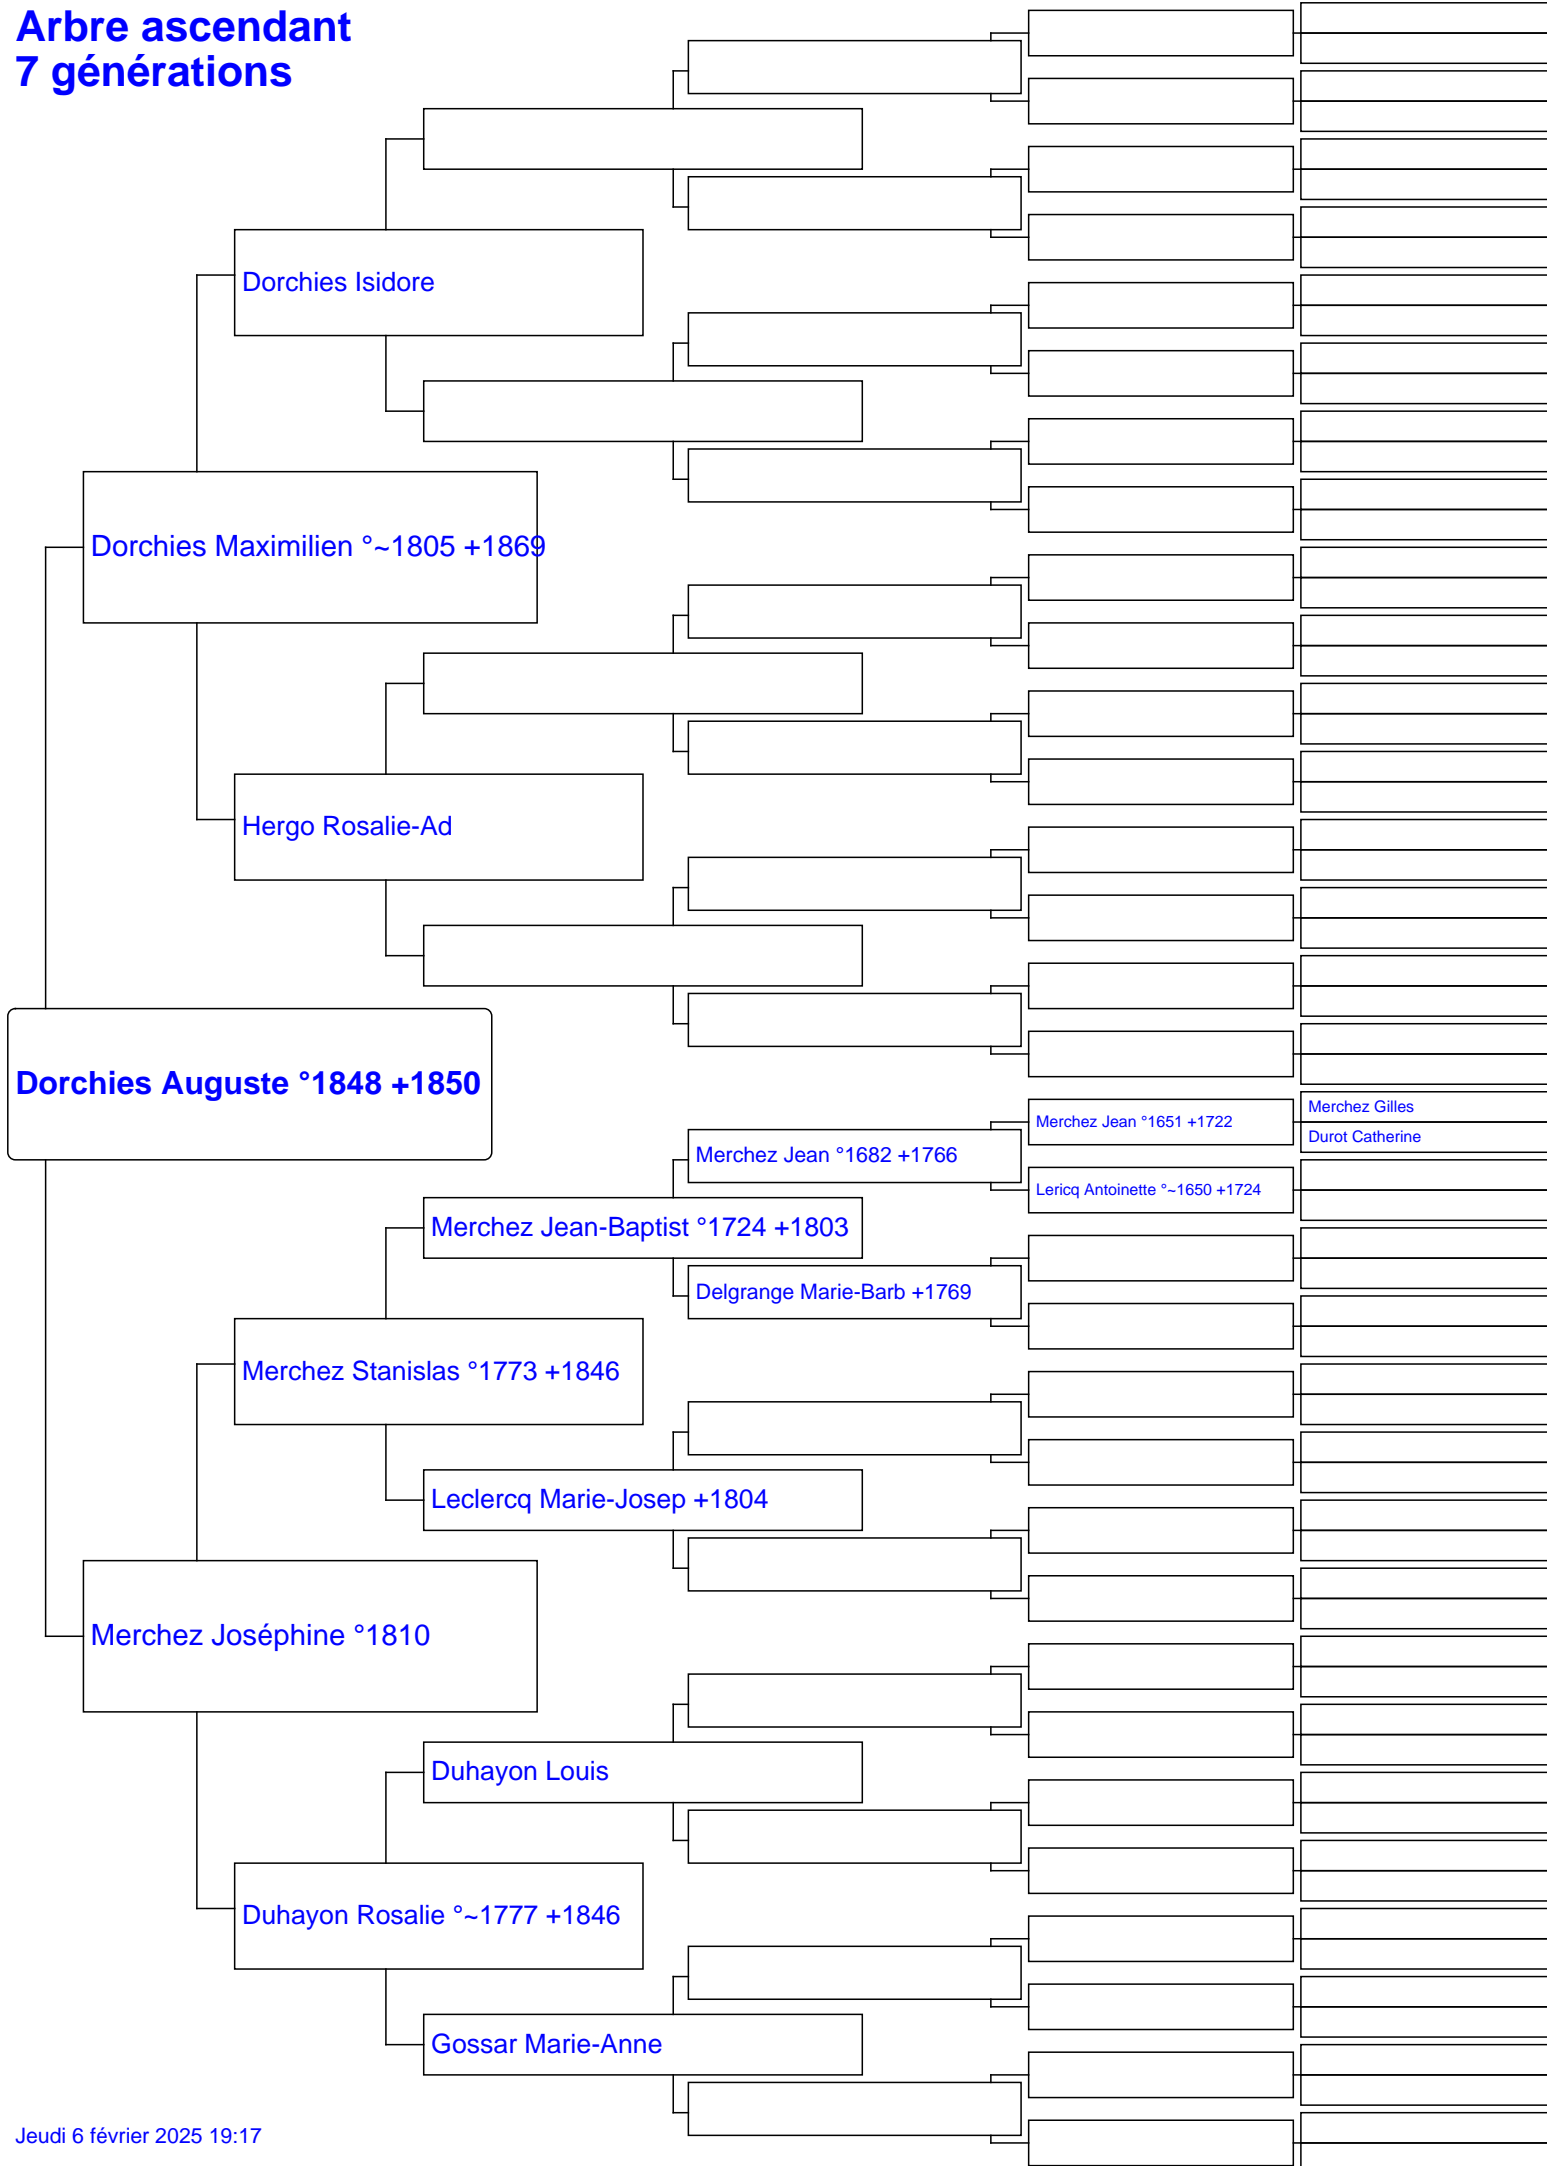 Arbre ascendant
7 générations
Dorchies Isidore
Dorchies Maximilien °~1805 +1869
Hergo Rosalie-Ad
Dorchies Auguste °1848 +1850
Merchez Gilles
Merchez Jean °1651 +1722
Durot Catherine
Merchez Jean °1682 +1766
Lericq Antoinette °~1650 +1724
Merchez Jean-Baptist °1724 +1803
Delgrange Marie-Barb +1769
Merchez Stanislas °1773 +1846
Leclercq Marie-Josep +1804
Merchez Joséphine °1810
Duhayon Louis
Duhayon Rosalie °~1777 +1846
Gossar Marie-Anne
Jeudi 6 février 2025 19:17